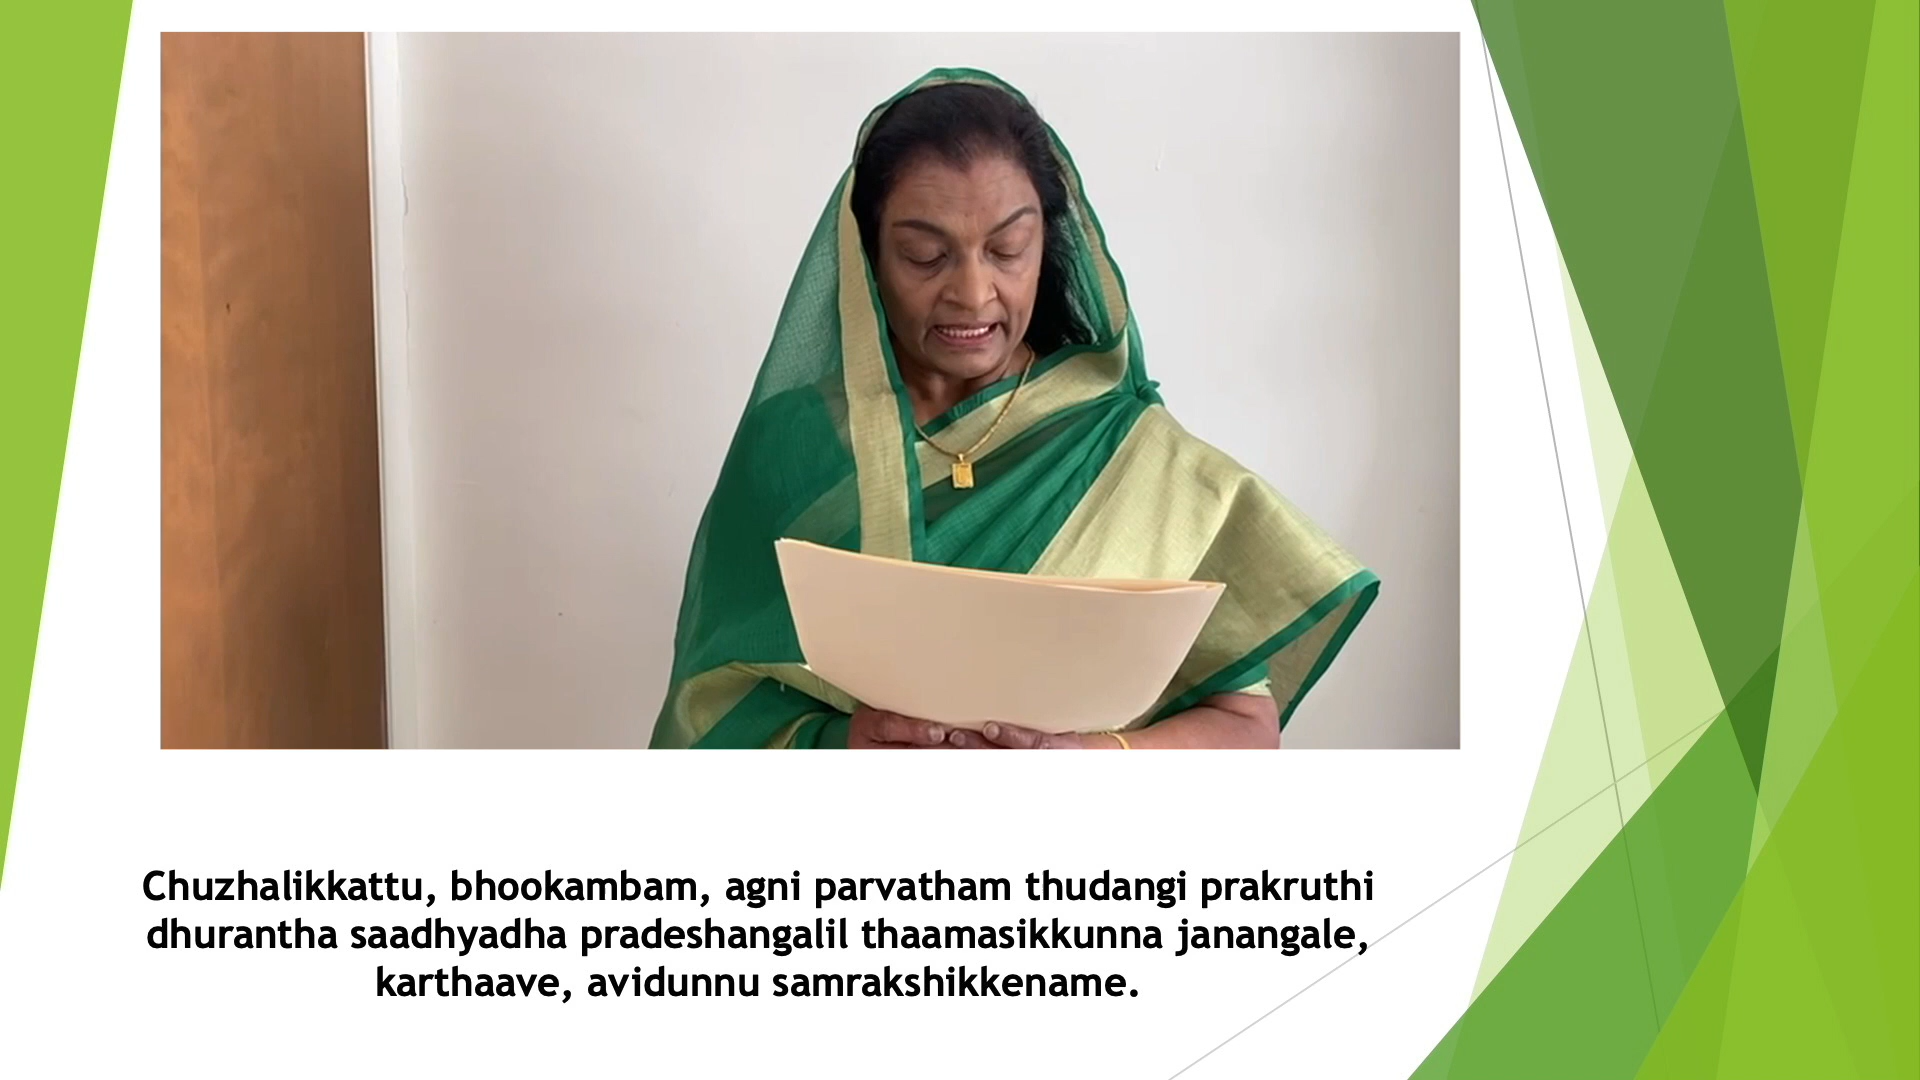 Chuzhalikkattu, bhookambam, agni parvatham thudangi prakruthi
dhurantha saadhyadha pradeshangalil thaamasikkunna janangale,
karthaave, avidunnu samrakshikkename.